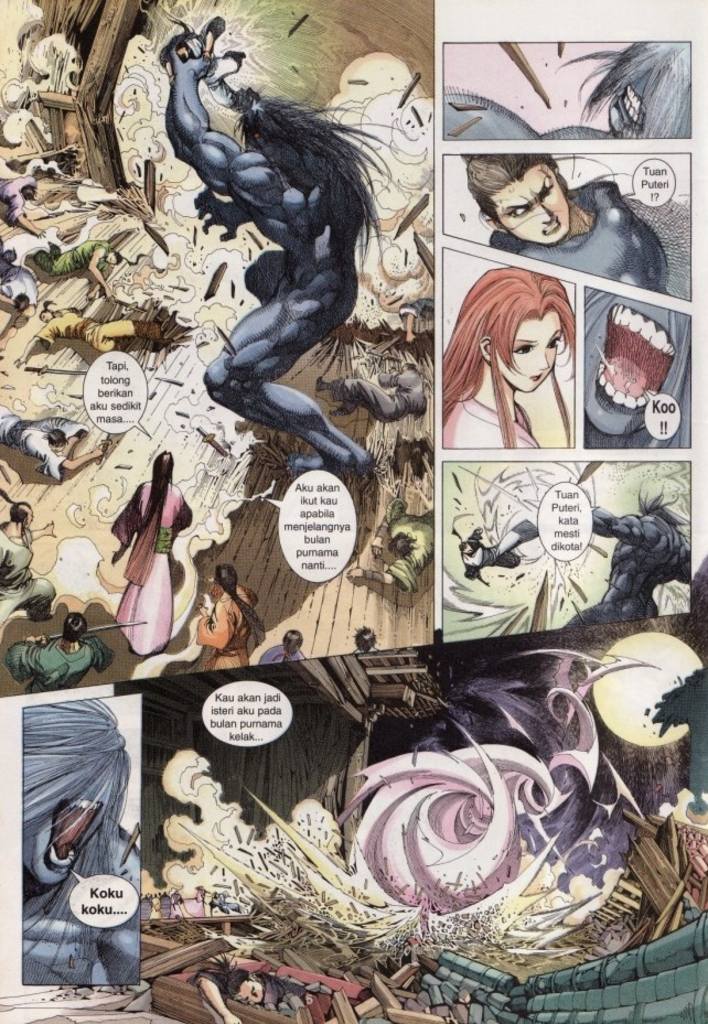 Tapi,
tolong
berikan
aku sedikit
masa....
Aku akan
ikut kau
apabila
menjelangnya
bulan
purnama
nanti....
Tuan
Puteri
!?
Koo
!!
Tuan
Puteri,
kata
mesti
dikota!
Kau akan jadi
isteri aku pada
bulan purnama
kelak...
Koku
koku....
5